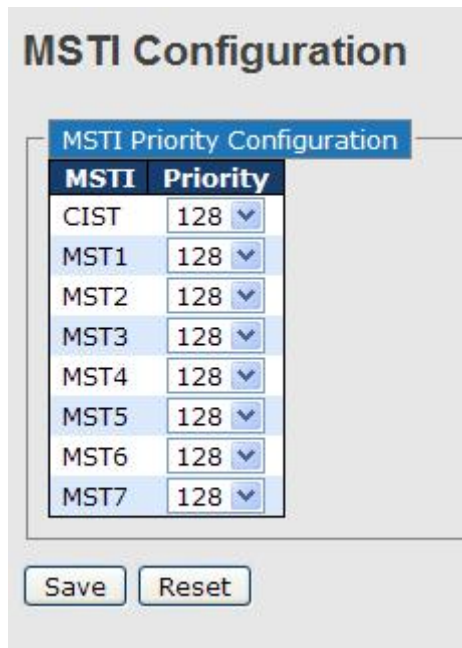 MSTI Configuration
MSTI Priority Configuration
MSTI Priority
CIST 128
MST1 128
MST2 128
MST3 128
MST4 128
MST5 128
MST6 128
MST7 128
Save Reset